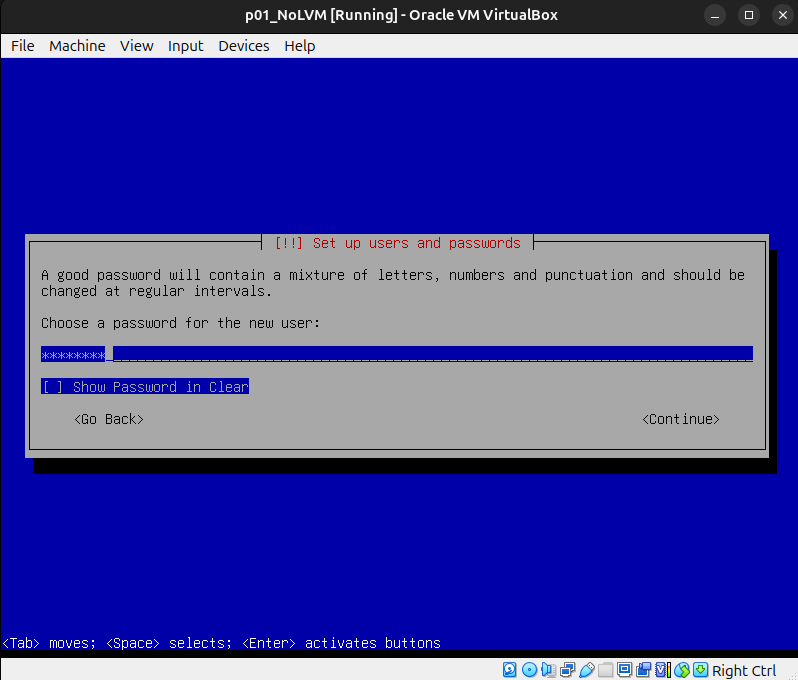 p01_NoLVM [Running] - Oracle VM VirtualBox
File Machine View Input Devices Help
[!!] Set up users and passwords
A good password will contain a mixture of letters, numbers and punctuation and should be
changed at regular intervals.
Choose a password for the new user:
********
[ ] Show Password in Clear
<Go Back> <Continue>
<Tab> moves; <Space> selects; <Enter> activates buttons
Right Ctrl